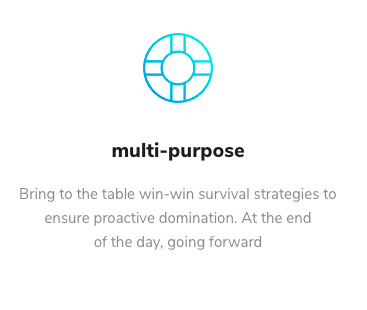 multi-purpose
Bring to the table win-win survival strategies to
ensure proactive domination. At the end
of the day, going forward